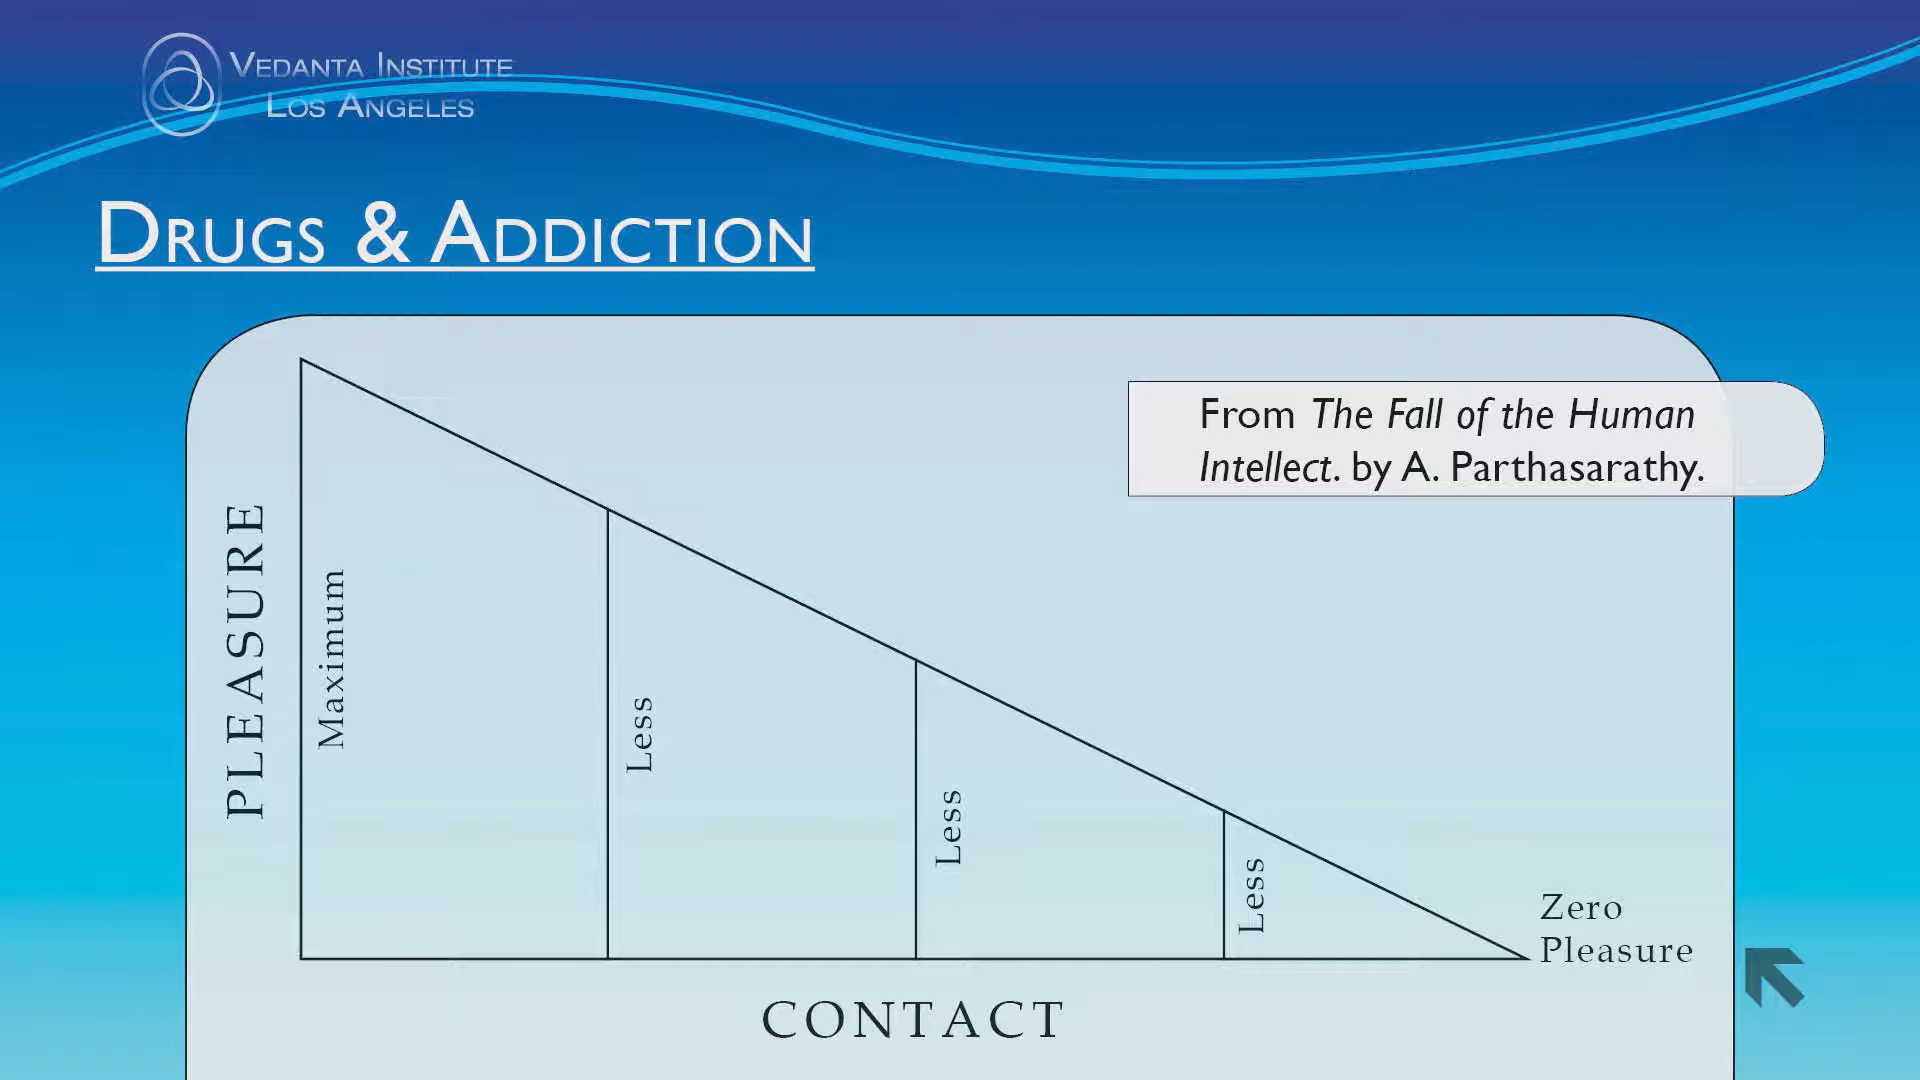 VEDANTA INSTITUTE
LOS ANGELES
DRUGS & ADDICTION
From The Fall of the Human
Intellect. by A. Parthasarathy.
PLEASURE
Maximum
Less
Less
Less
Zero
Pleasure
CONTACT